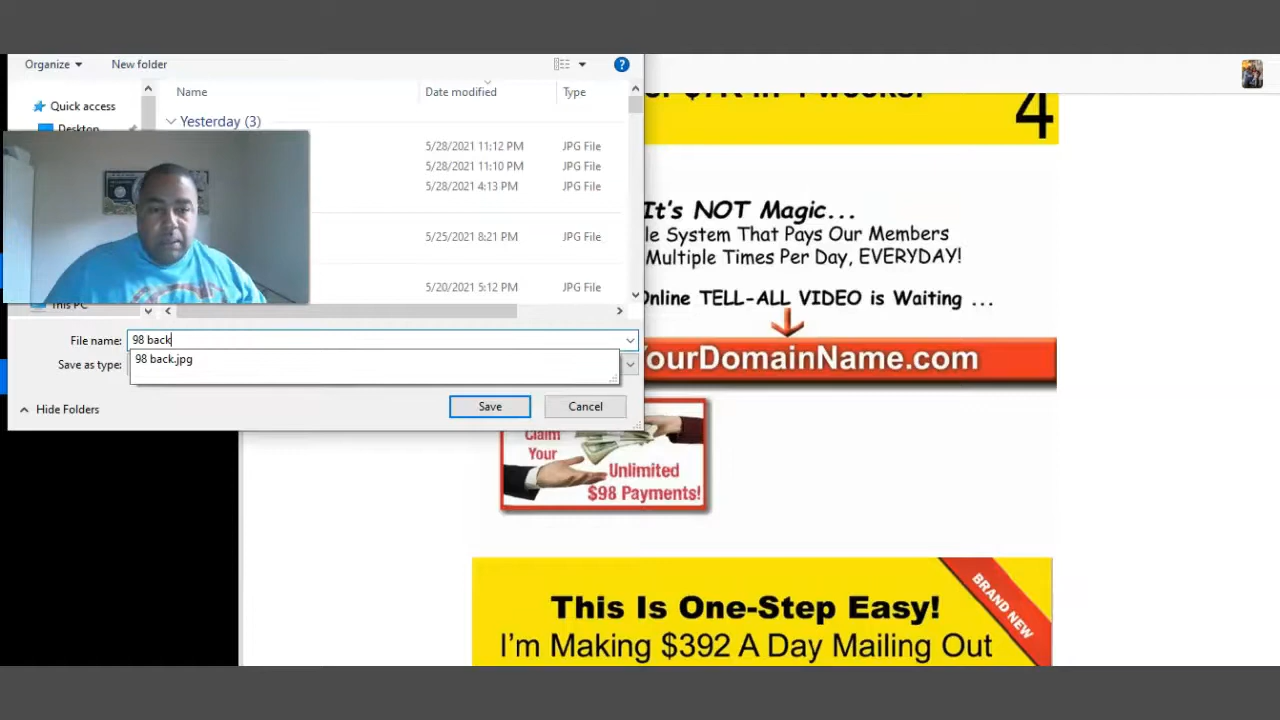 Organize
New folder
?
Name
Date modified
Type
Quick access
Desktop
Yesterday (3)
5/28/2021 11:12 PM JPG File
5/28/2021 11:10 PM JPG File
5/28/2021 4:13 PM JPG File
5/25/2021 8:21 PM JPG File
5/20/2021 5:12 PM JPG File
This PC
File name: 98 back
98 back.jpg
Save as type:
Hide Folders
Save
Cancel
4 weeks!
4
It's NOT Magic...
le System That Pays Our Members
Multiple Times Per Day, EVERYDAY!
Online TELL-ALL VIDEO is Waiting ...
YourDomainName.com
Claim
Your
Unlimited
$98 Payments!
This Is One-Step Easy!
I'm Making $392 A Day Mailing Out
BRAND NEW